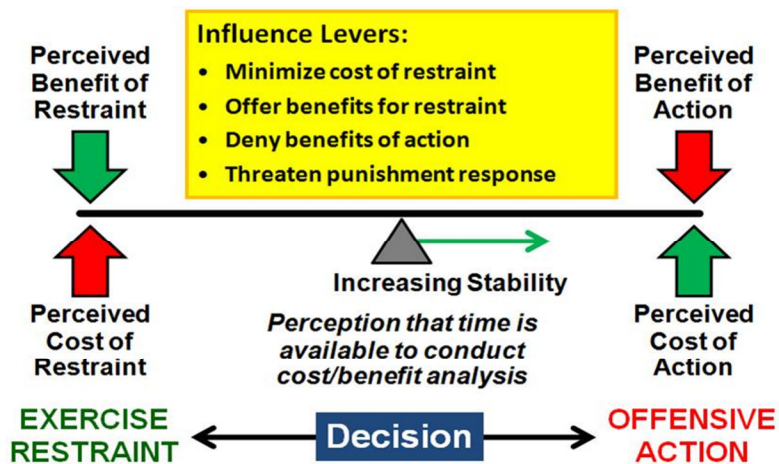 Perceived
Benefit of
Restraint
Influence Levers:
• Minimize cost of restraint
• Offer benefits for restraint
• Deny benefits of action
• Threaten punishment response
Perceived
Benefit of
Action
Perceived
Cost of
Restraint
Increasing Stability
Perception that time is
available to conduct
cost/benefit analysis
Perceived
Cost of
Action
EXERCISE
RESTRAINT
Decision
OFFENSIVE
ACTION